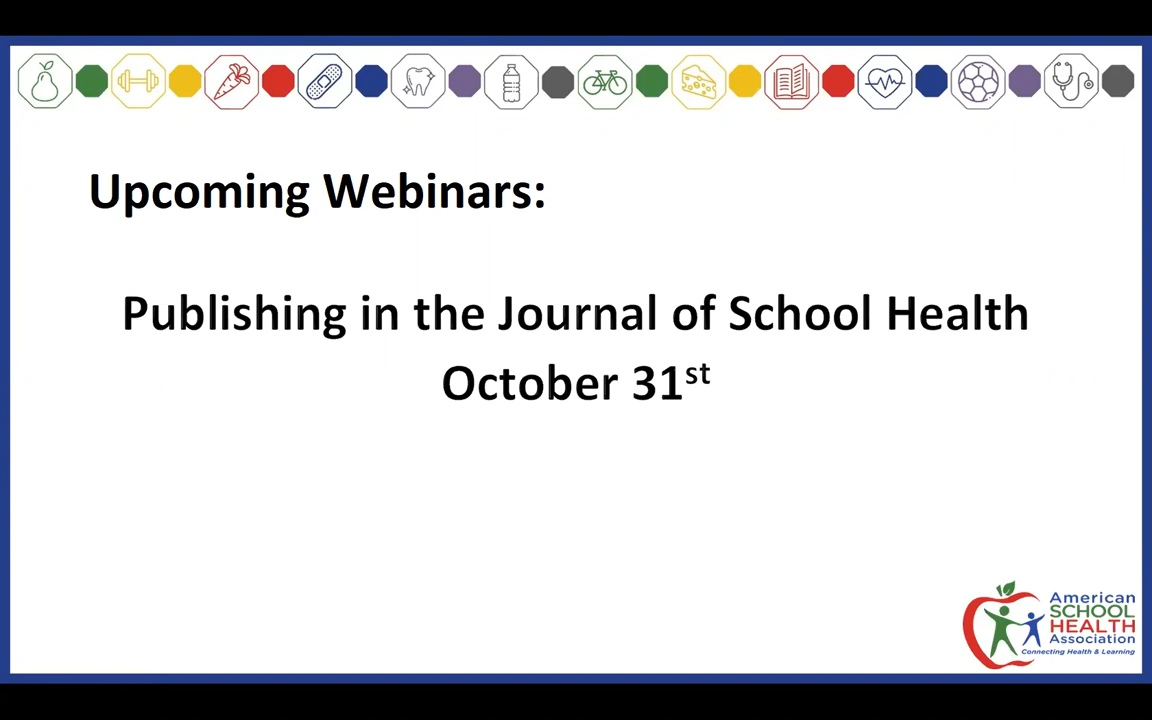 Upcoming Webinars:
Publishing in the Journal of School Health
October 31st
American
SCHOOL
HEALTH
Association
Connecting Health & Learning